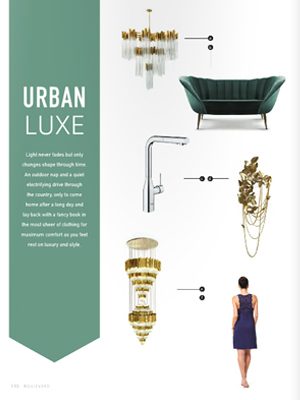 URBAN
LUXE
Light never fades but only
changes shape through time.
An outdoor nap and a quiet
electrifying drive through
the country, only to come
home after a long day and
lay back with a fancy book in
the most sheer of clothing for
maximum comfort as you feel
rest on luxury and style.